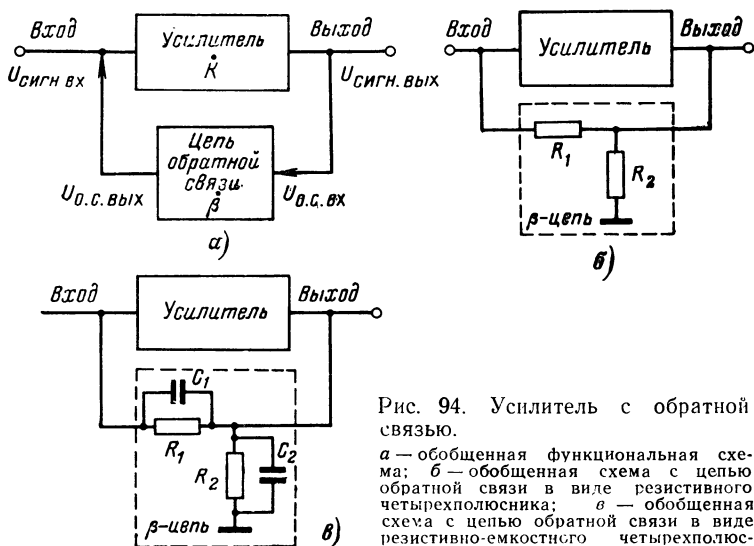 Вход
Усилитель
K̇
Выход
Uсигн вх
Uсигн. вых
Цепь
обратной
связи.
β̇
Uо.с. вых
Uо.с. вх
а)
Вход
Усилитель
Выход
R1
R2
β-цепь
б)
Вход
Усилитель
Выход
C1
R1
R2
C2
β-цепь
в)
Рис. 94. Усилитель с обратной
связью.
а — обобщенная функциональная схе-
ма; б — обобщенная схема с цепью
обратной связи в виде резистивного
четырехполюсника; в — обобщенная
схема с цепью обратной связи в виде
резистивно-емкостного четырехполюс-